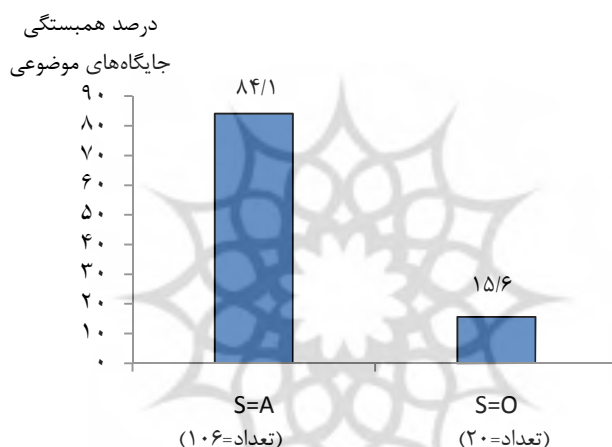 درصد همبستگی
جایگاه‌های موضوعی
۹۰
۸۰
۷۰
۶۰
۵۰
۴۰
۳۰
۲۰
۱۰
۰
۸۴/۱
۱۵/۶
S=A
(تعداد=۱۰۶)
S=O
(تعداد=۲۰)